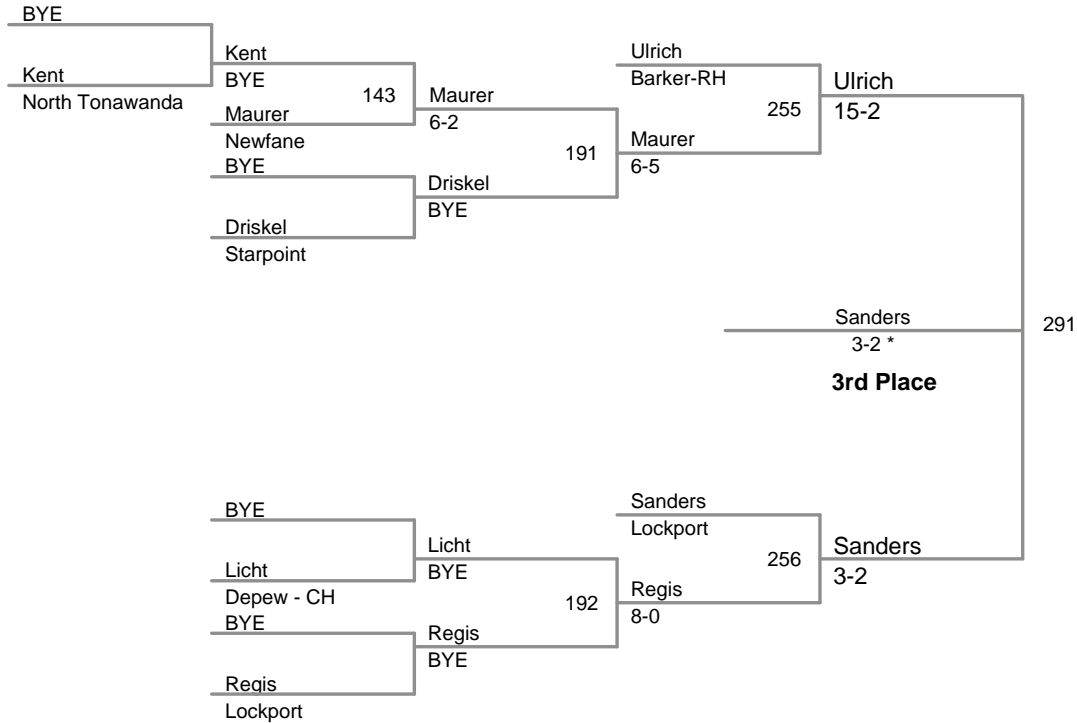 BYE
Kent
North Tonawanda
Kent
BYE
143
Maurer
Newfane
BYE
Driskel
Starpoint
Maurer
6-2
191
Driskel
BYE
Ulrich
Barker-RH
255
Maurer
6-5
Ulrich
15-2
Sanders
3-2 *
3rd Place
291
BYE
Licht
Depew - CH
BYE
Regis
Lockport
Licht
BYE
192
Regis
BYE
Sanders
Lockport
256
Regis
8-0
Sanders
3-2